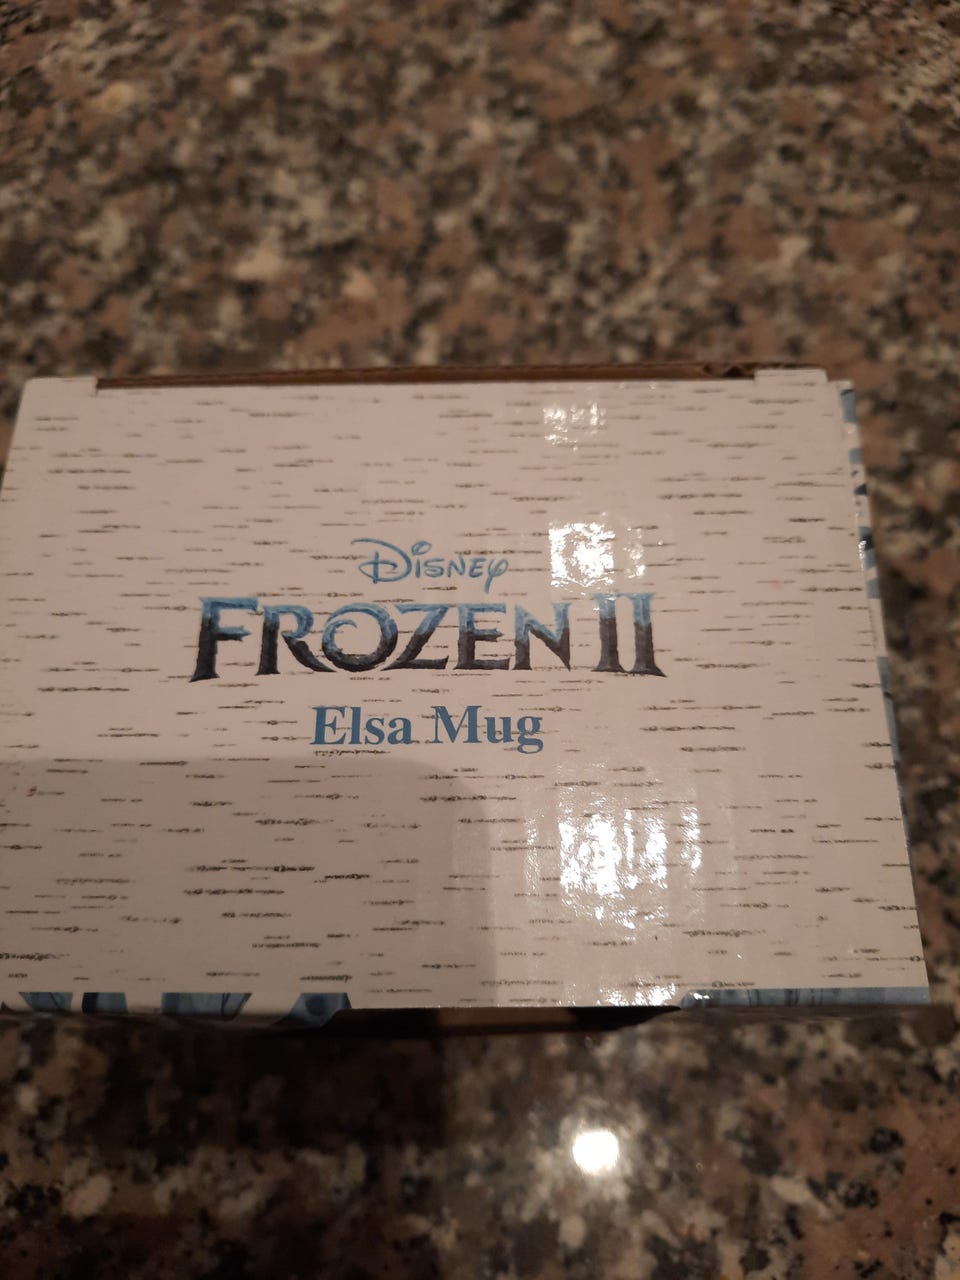 Disney
FROZEN II
Elsa Mug